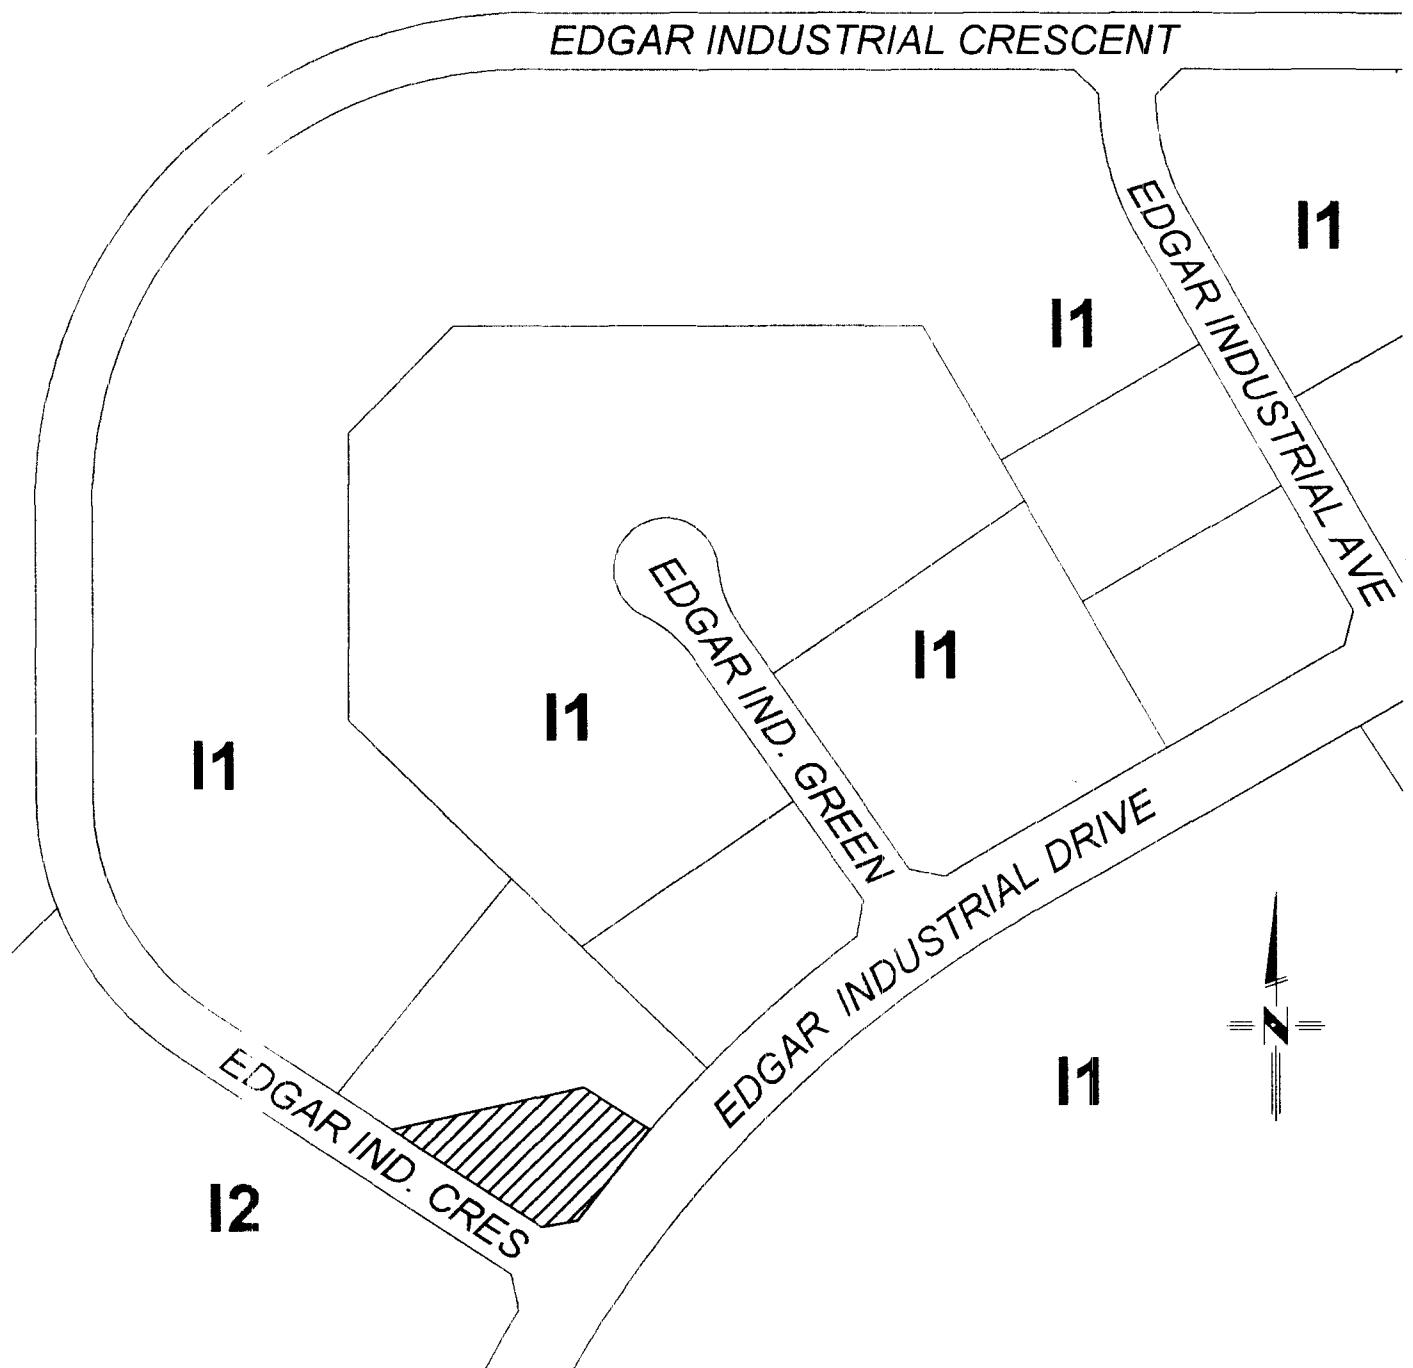 EDGAR INDUSTRIAL CRESCENT
EDGAR INDUSTRIAL AVE
I1
I1
I1
I1
I1
EDGAR IND. GREEN
EDGAR INDUSTRIAL DRIVE
N
I1
EDGAR IND. CRES
I2